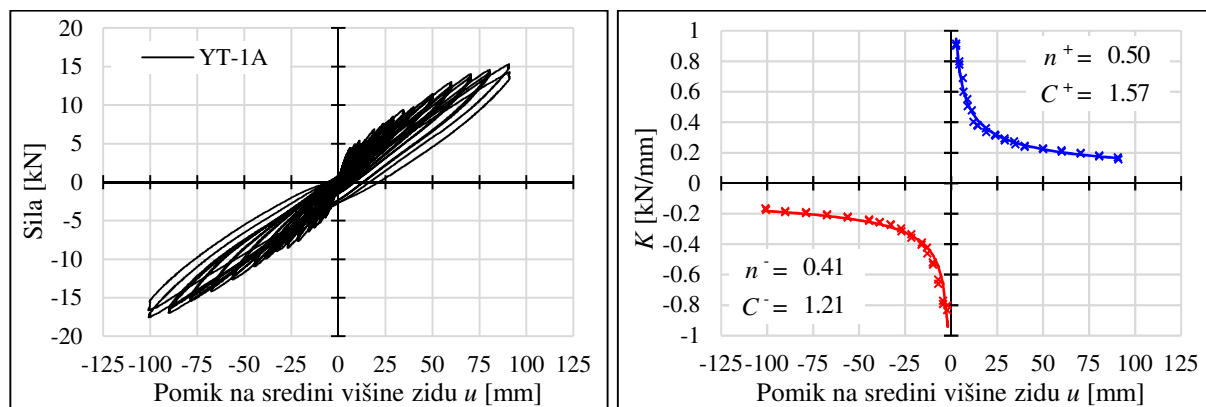 20
15
10
5
0
-5
-10
-15
-20
Sila [kN]
YT-1A
-125 -100 -75 -50 -25 0 25 50 75 100 125
Pomik na sredini višine zidu u [mm]
1
0.8
0.6
0.4
0.2
0
-0.2
-0.4
-0.6
-0.8
-1
K [kN/mm]
n⁺ = 0.50
C⁺ = 1.57
n⁻ = 0.41
C⁻ = 1.21
-125 -100 -75 -50 -25 0 25 50 75 100 125
Pomik na sredini višine zidu u [mm]